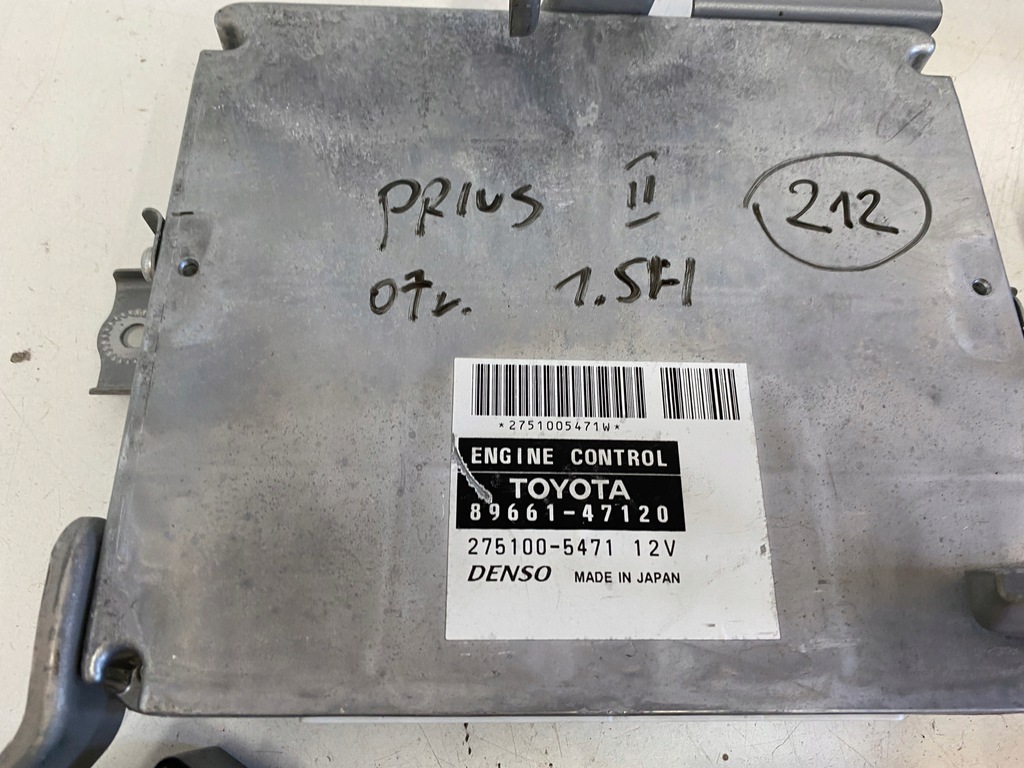 PRIUS II
212
07r. 1.5H
*2751005471W*
ENGINE CONTROL
TOYOTA
89661-47120
275100-5471 12V
DENSO MADE IN JAPAN